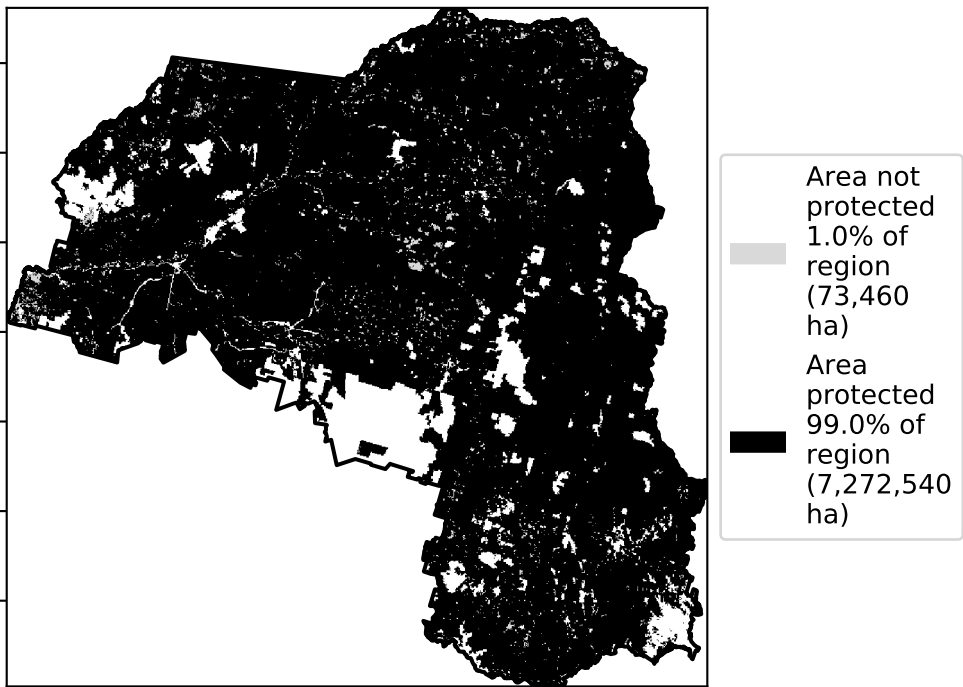 Area not
protected
1.0% of
region
(73,460
ha)
Area
protected
99.0% of
region
(7,272,540
ha)